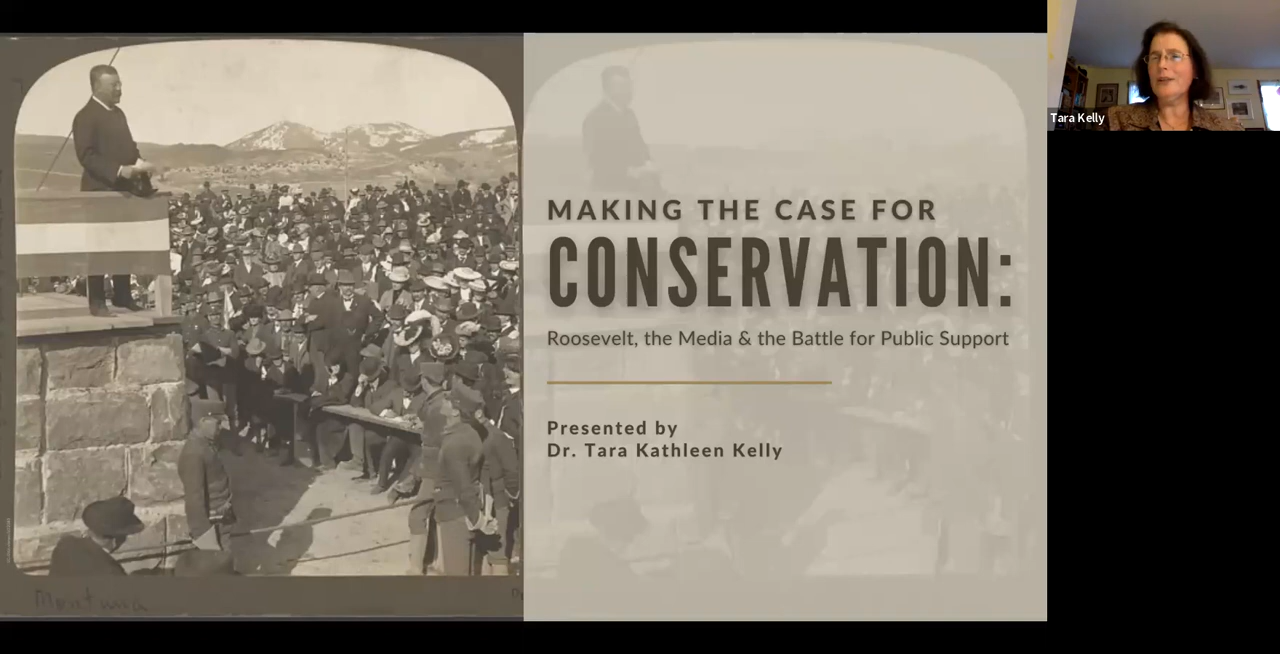 MAKING THE CASE FOR
CONSERVATION:
Roosevelt, the Media & the Battle for Public Support
Presented by
Dr. Tara Kathleen Kelly
Tara Kelly
Montana